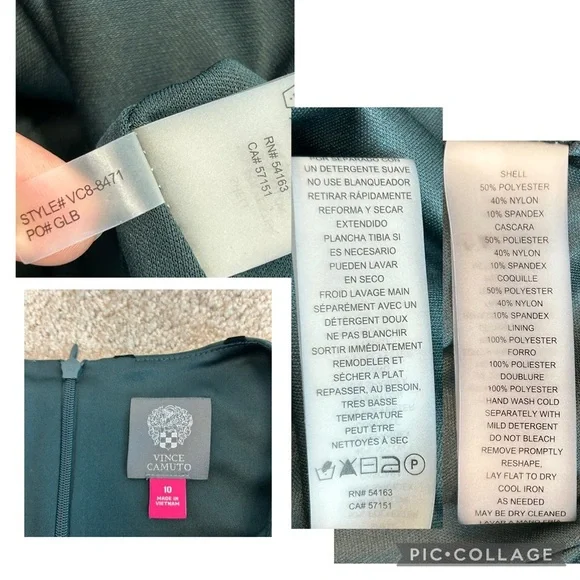 STYLE# VC8-8471
PO# GLB
RN# 54163
CA# 57151
VINCE
CAMUTO
10
MADE IN
VIETNAM
POR SEPARADO CON
UN DETERGENTE SUAVE
NO USE BLANQUEADOR
RETIRAR RÁPIDAMENTE
REFORMA Y SECAR
EXTENDIDO
PLANCHA TIBIA SI
ES NECESARIO
PUEDEN LAVAR
EN SECO
FROID LAVAGE MAIN
SÉPARÉMENT AVEC UN
DÉTERGENT DOUX
NE PAS BLANCHIR
SORTIR IMMÉDIATEMENT
REMODELER ET
SÉCHER A PLAT
REPASSER, AU BESOIN,
TRES BASSE
TEMPERATURE
PEUT ÊTRE
NETTOYÉS À SEC
P
RN# 54163
CA# 57151
SHELL
50% POLYESTER
40% NYLON
10% SPANDEX
CASCARA
50% POLIESTER
40% NYLON
10% SPANDEX
COQUILLE
50% POLYESTER
40% NYLON
10% SPANDEX
LINING
100% POLYESTER
FORRO
100% POLIESTER
DOUBLURE
100% POLYESTER
HAND WASH COLD
SEPARATELY WITH
MILD DETERGENT
DO NOT BLEACH
REMOVE PROMPTLY
RESHAPE,
LAY FLAT TO DRY
COOL IRON
AS NEEDED
MAY BE DRY CLEANED
LAVAR A MANO FRÍA
PIC•COLLAGE